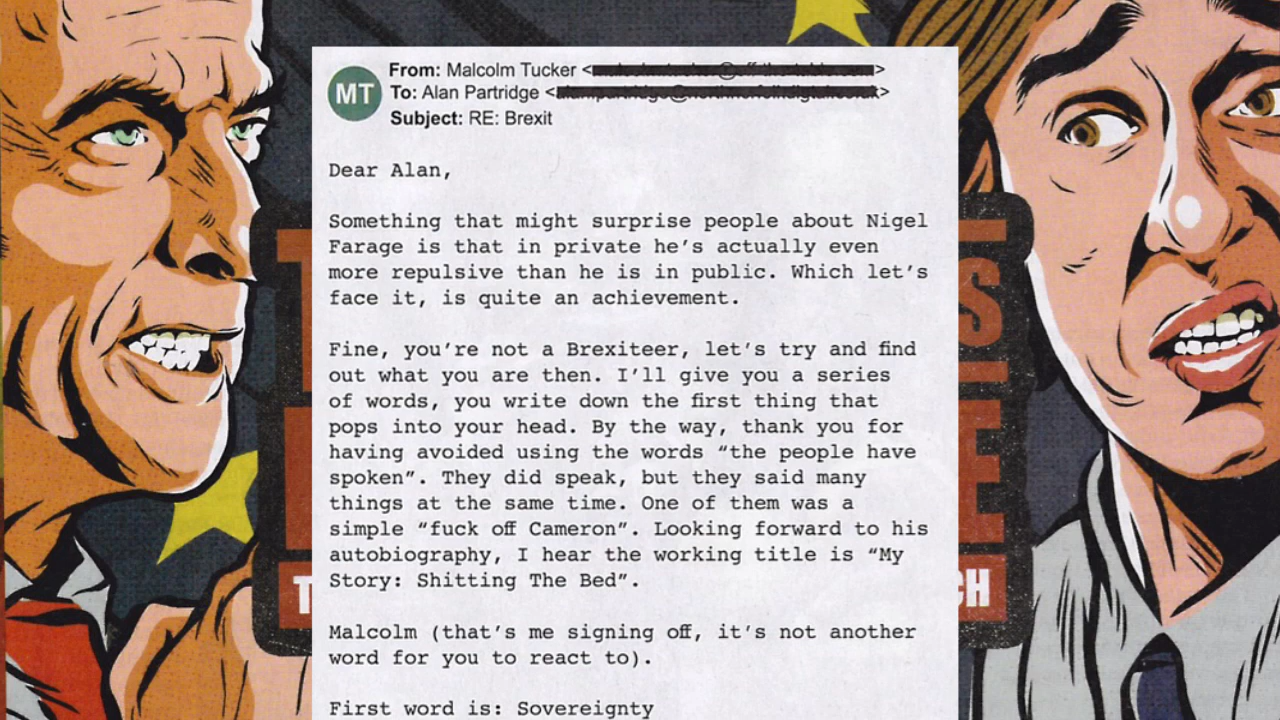 MT
From: Malcolm Tucker < >
To: Alan Partridge < >
Subject: RE: Brexit
Dear Alan,
Something that might surprise people about Nigel
Farage is that in private he’s actually even
more repulsive than he is in public. Which let’s
face it, is quite an achievement.
Fine, you’re not a Brexiteer, let’s try and find
out what you are then. I’ll give you a series
of words, you write down the first thing that
pops into your head. By the way, thank you for
having avoided using the words “the people have
spoken”. They did speak, but they said many
things at the same time. One of them was a
simple “fuck off Cameron”. Looking forward to his
autobiography, I hear the working title is “My
Story: Shitting The Bed”.
Malcolm (that’s me signing off, it’s not another
word for you to react to).
First word is: Sovereignty